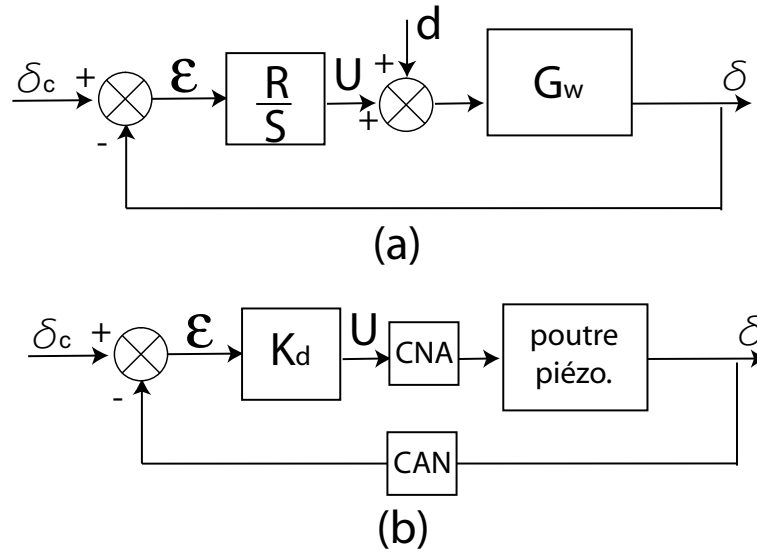 d
δc + ε R/S U + + Gw δ
-
(a)
δc + ε Kd U CNA poutre piézo. δ
-
CAN
(b)